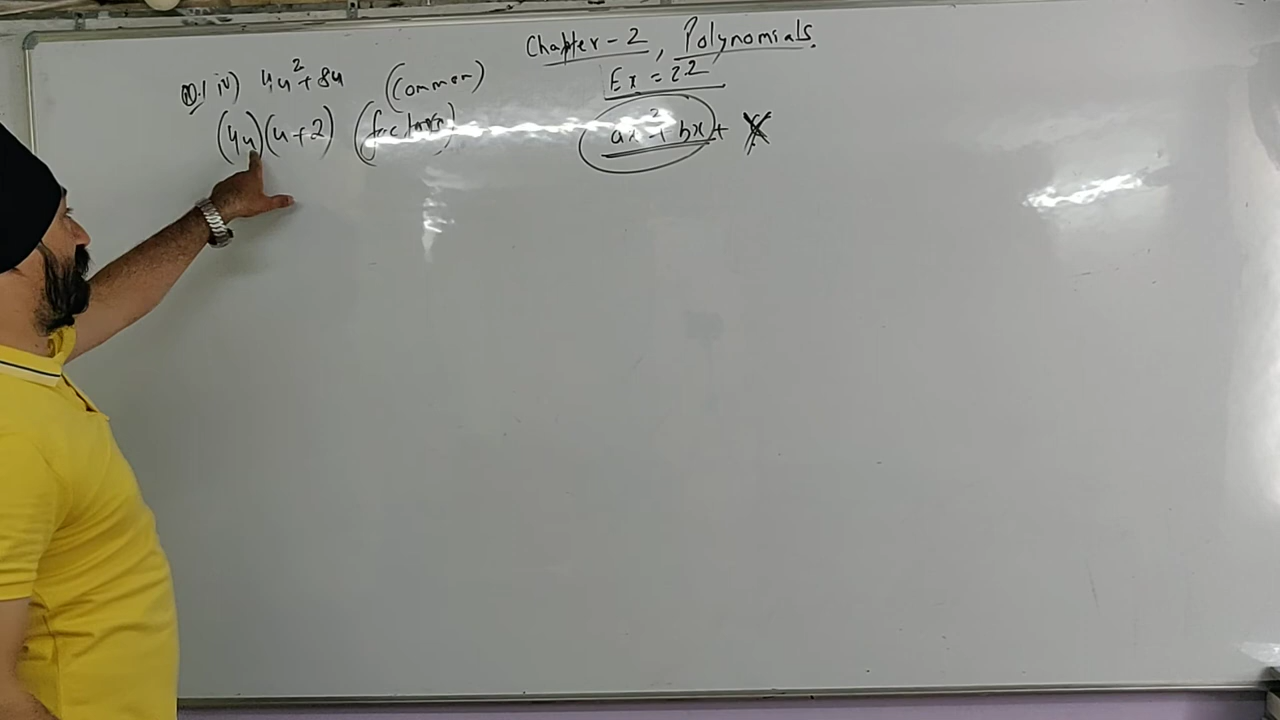 Chapter-2, Polynomials.
Ex = 2.2
Q.1 iv) 4u² + 8u (Common)
(4u)(u+2) (factors)
ax² + bx +